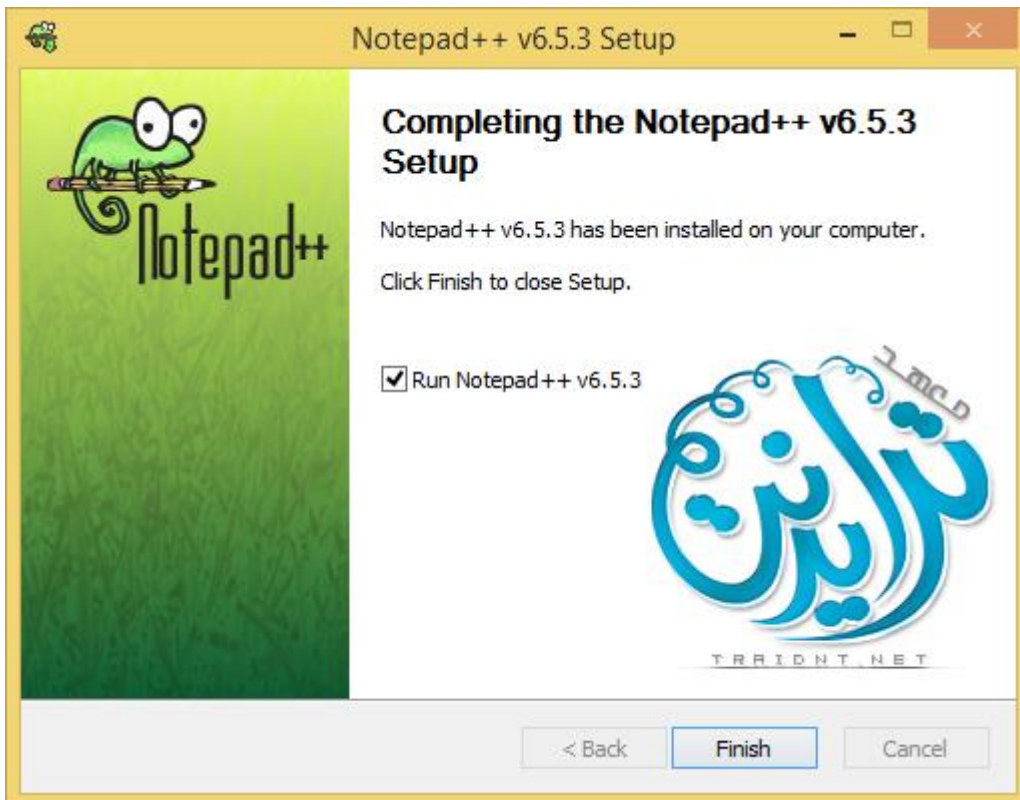 Notepad++ v6.5.3 Setup
Notepad++
Completing the Notepad++ v6.5.3
Setup
Notepad++ v6.5.3 has been installed on your computer.
Click Finish to close Setup.
Run Notepad++ v6.5.3
ترايدنت
TRAIDNT.NET
< Back
Finish
Cancel